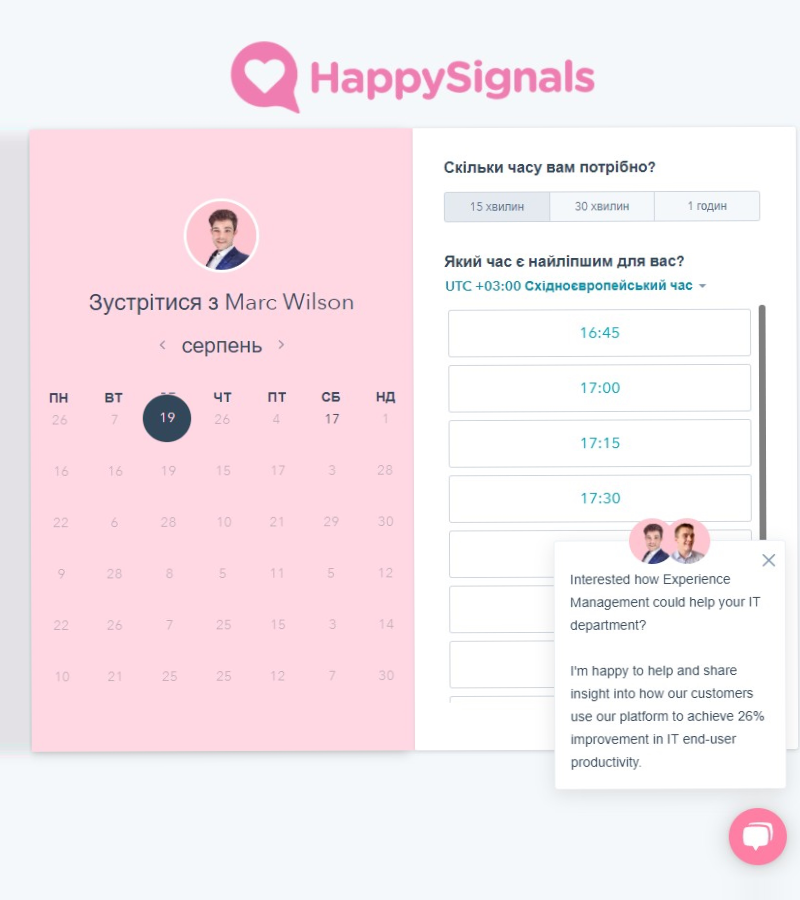 HappySignals
Зустрітися з Marc Wilson
серпень
ПН ВТ ЧТ ПТ СБ НД
26 7 19 26 4 17 1
16 16 19 15 17 3 28
22 6 28 10 21 29 30
9 28 8 5 11 5 12
22 26 7 25 15 3 14
10 21 25 25 12 7 30
Скільки часу вам потрібно?
15 хвилин 30 хвилин 1 годин
Який час є найліпшим для вас?
UTC +03:00 Східноєвропейський час
16:45
17:00
17:15
17:30
Interested how Experience
Management could help your IT
department?
I'm happy to help and share
insight into how our customers
use our platform to achieve 26%
improvement in IT end-user
productivity.